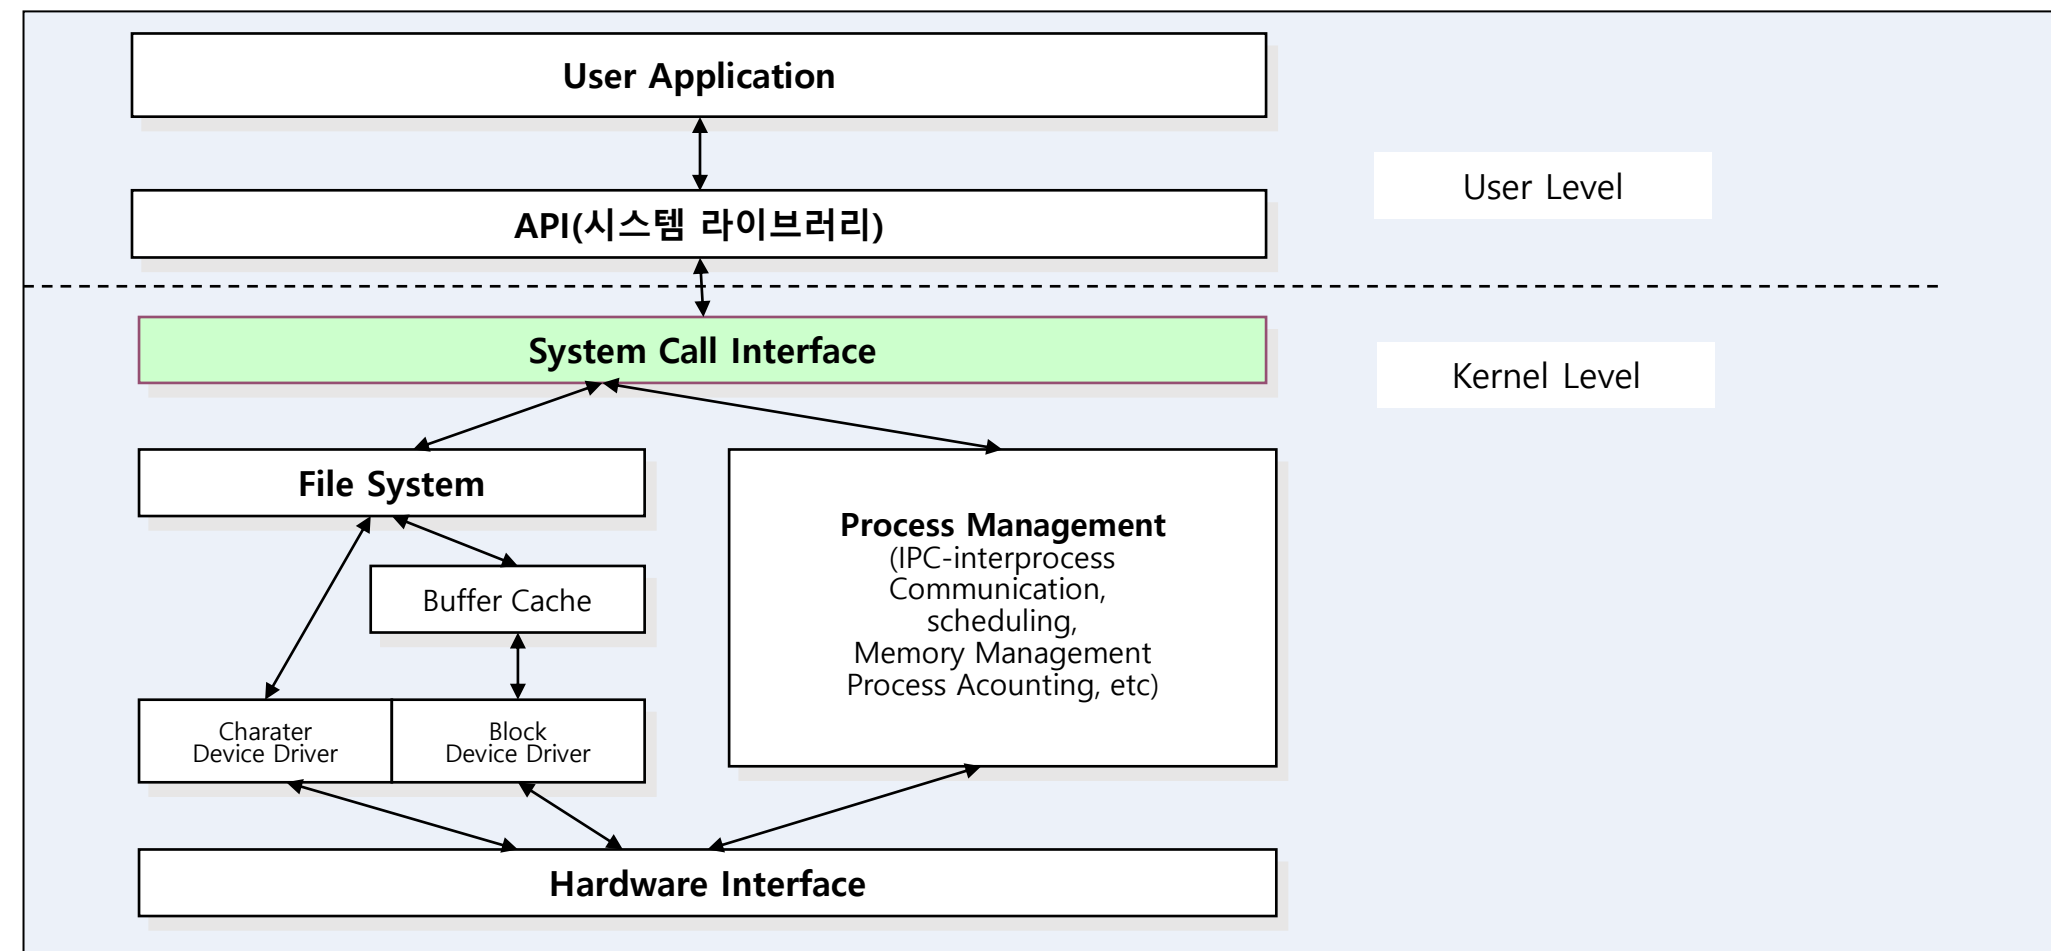 User Application
API(시스템 라이브러리)
User Level
System Call Interface
Kernel Level
File System
Process Management
(IPC-interprocess
Communication,
scheduling,
Memory Management
Process Acounting, etc)
Buffer Cache
Charater
Device Driver
Block
Device Driver
Hardware Interface